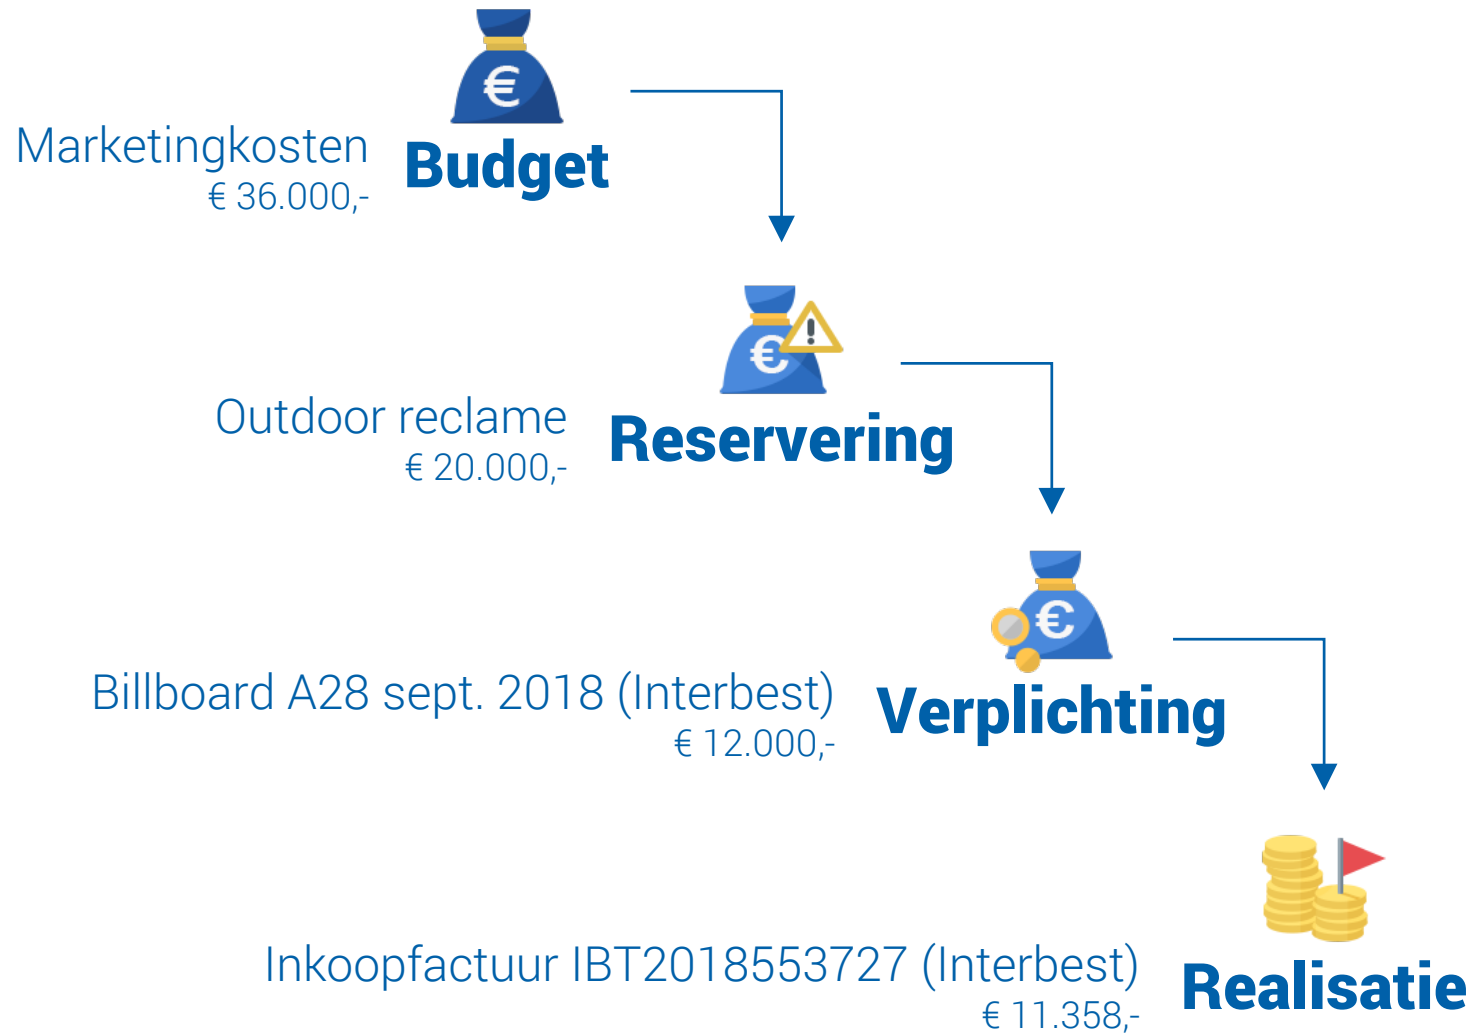 Marketingkosten
€ 36.000,-
Budget
Outdoor reclame
€ 20.000,-
Reservering
Billboard A28 sept. 2018 (Interbest)
€ 12.000,-
Verplichting
Inkoopfactuur IBT2018553727 (Interbest)
€ 11.358,-
Realisatie